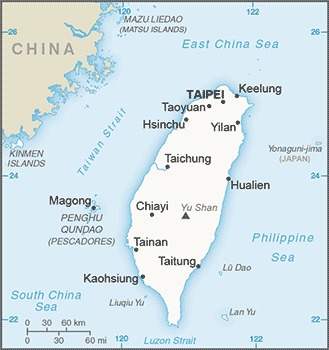 120
122
MAZU LIEDAO
(MATSU ISLANDS)
CHINA
East China Sea
26
TAIPEI
Keelung
Taoyuan
Hsinchu
Yilan
Taiwan Strait
KINMEN
ISLANDS
Yonaguni-jima
(JAPAN)
Taichung
24
24
Hualien
Magong
PENGHU
QUNDAO
(PESCADORES)
Chiayi
Yu Shan
Philippine
Sea
Tainan
Taitung
Kaohsiung
Lü Dao
South China
Sea
Liuqiu Yu
Lan Yu
22
22
0 30 60 km
0 30 60 mi
120
Luzon Strait
122